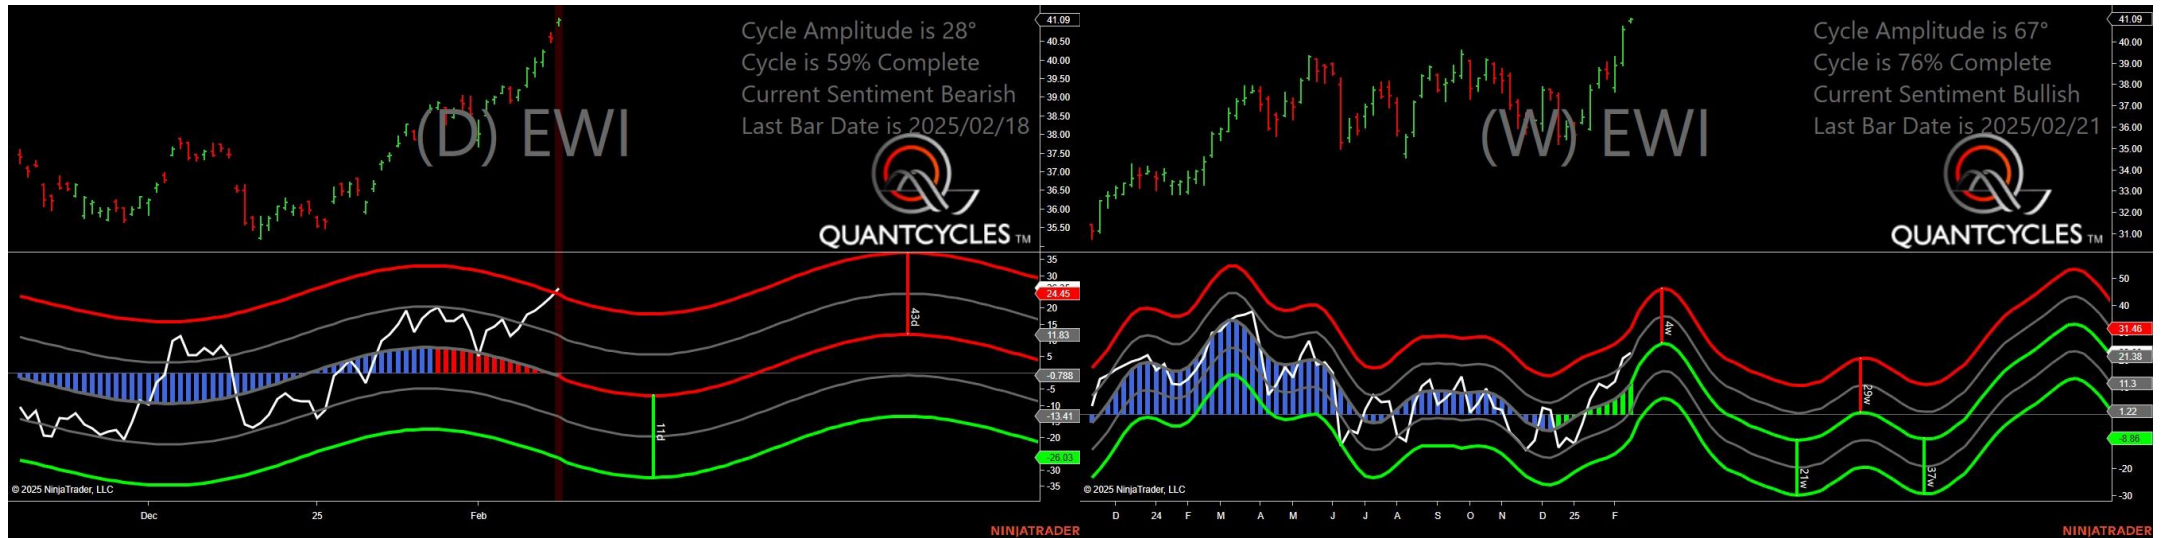 Cycle Amplitude is 28°
Cycle is 59% Complete
Current Sentiment Bearish
Last Bar Date is 2025/02/18
(D) EWI
QUANTCYCLES TM
41.09
40.50
40.00
39.50
39.00
38.50
38.00
37.50
37.00
36.50
36.00
35.50
35
30
24.45
20
15
11.83
5
-0.788
-5
-10
-13.41
-20
-26.03
-30
-35
43d
11d
© 2025 NinjaTrader, LLC
Dec
25
Feb
NINJATRADER
Cycle Amplitude is 67°
Cycle is 76% Complete
Current Sentiment Bullish
Last Bar Date is 2025/02/21
(W) EWI
QUANTCYCLES TM
41.09
40.00
39.00
38.00
37.00
36.00
35.00
34.00
33.00
32.00
31.00
50
40
31.46
21.38
11.3
1.22
-8.86
-20
-30
4w
29w
21w
37w
© 2025 NinjaTrader, LLC
D
24
F
M
A
M
J
J
A
S
O
N
D
25
F
NINJATRADER